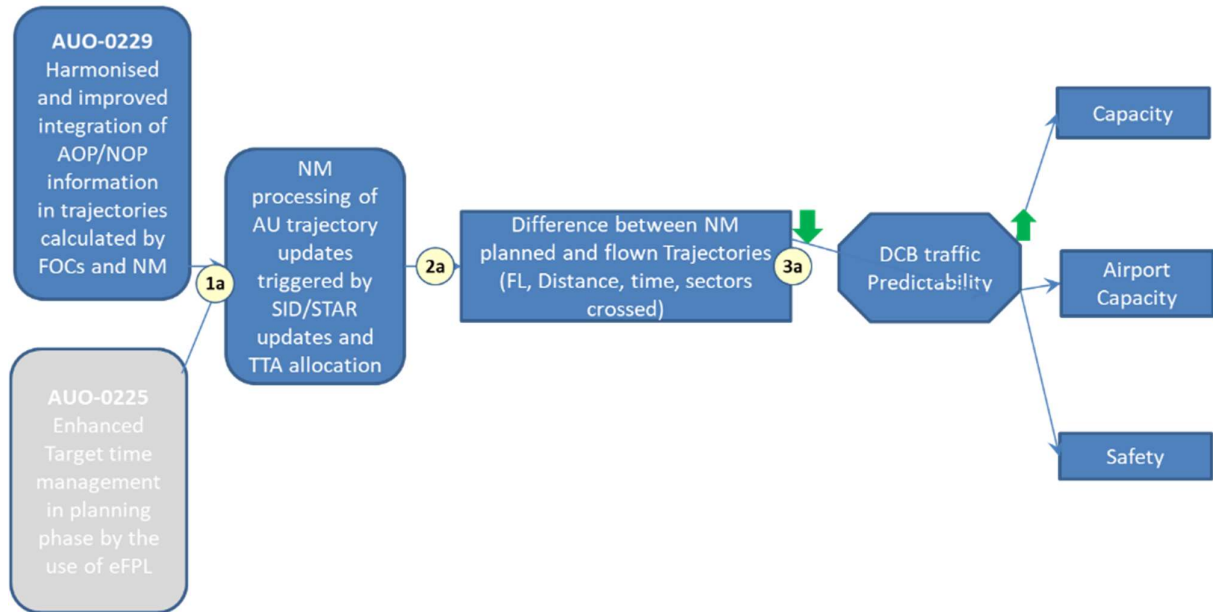 AUO-0229
Harmonised
and improved
integration of
AOP/NOP
information
in trajectories
calculated by
FOCs and NM
AUO-0225
Enhanced
Target time
management
in planning
phase by the
use of eFPL
1a
NM
processing of
AU trajectory
updates
triggered by
SID/STAR
updates and
TTA allocation
2a
Difference between NM
planned and flown Trajectories
(FL, Distance, time, sectors
crossed)
3a
DCB traffic
Predictability
Capacity
Airport
Capacity
Safety